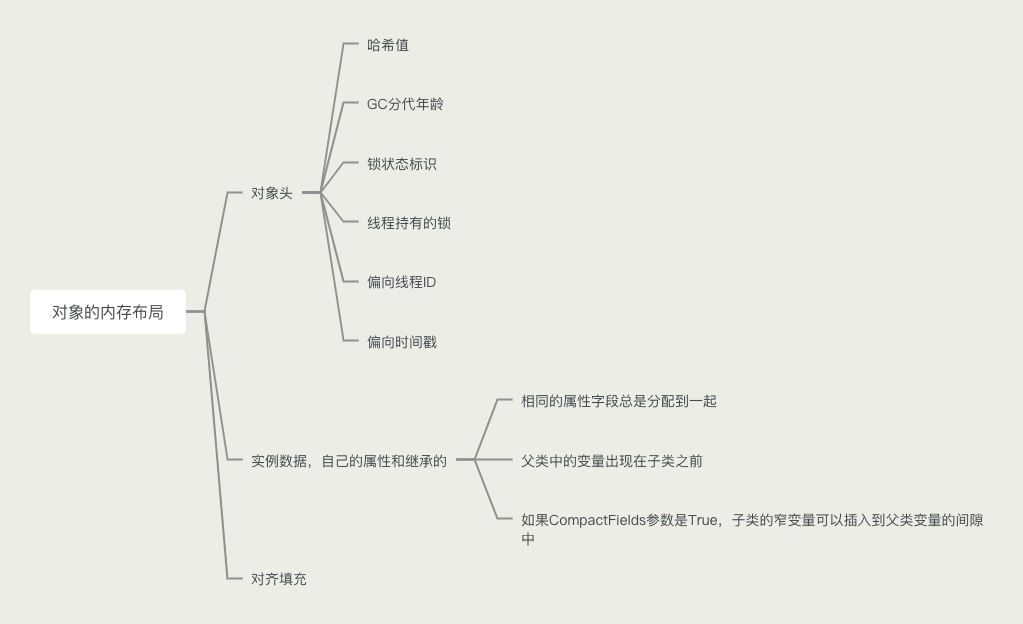 哈希值
GC分代年龄
锁状态标识
对象头
线程持有的锁
偏向线程ID
对象的内存布局
偏向时间戳
相同的属性字段总是分配到一起
实例数据，自己的属性和继承的
父类中的变量出现在子类之前
如果CompactFields参数是True，子类的窄变量可以插入到父类变量的间隙
中
对齐填充